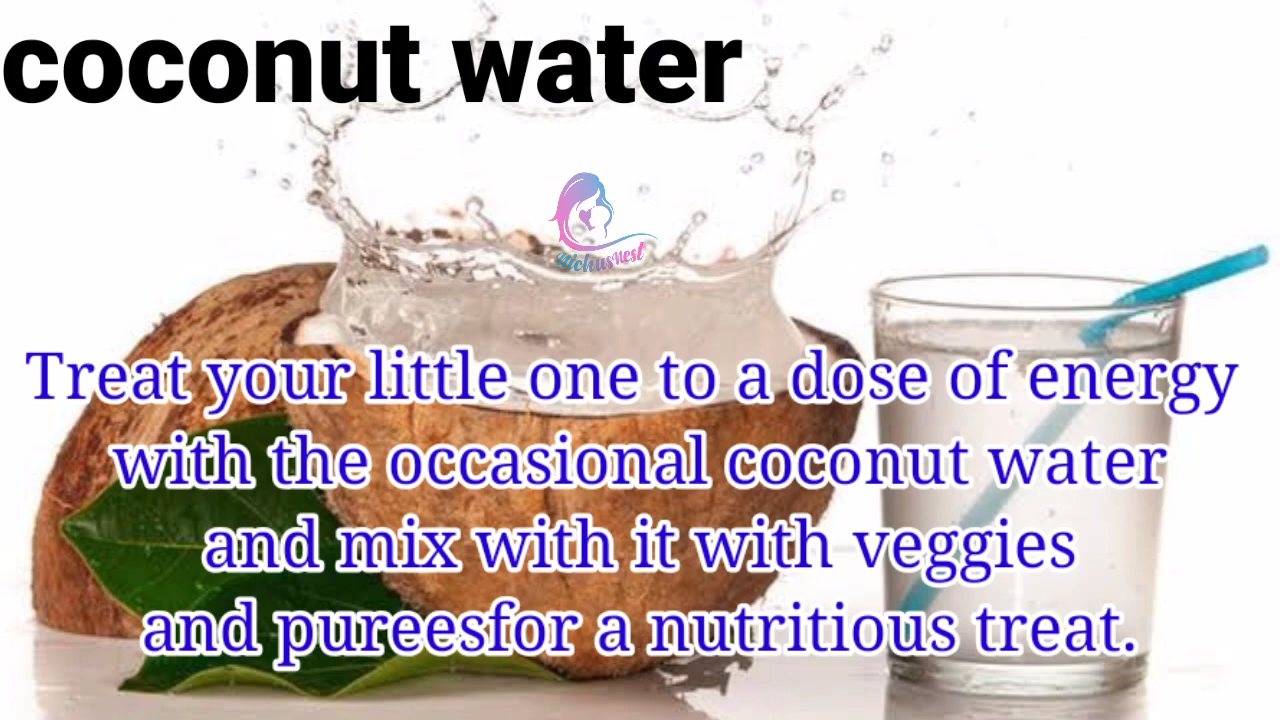 coconut water
Treat your little one to a dose of energy
with the occasional coconut water
and mix with it with veggies
and pureesfor a nutritious treat.